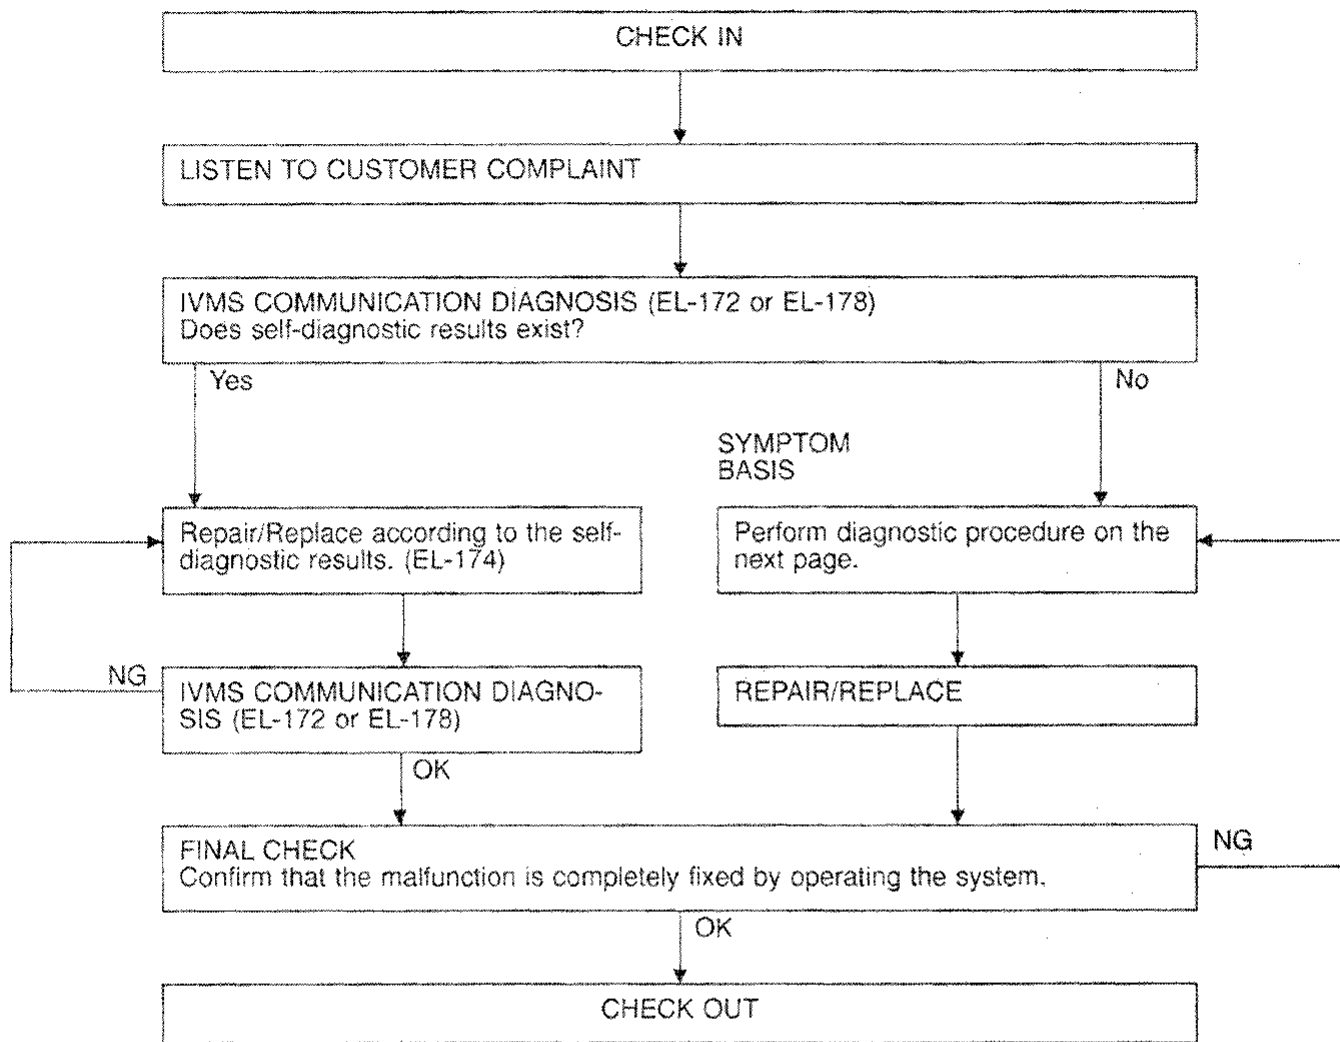 CHECK IN
LISTEN TO CUSTOMER COMPLAINT
IVMS COMMUNICATION DIAGNOSIS (EL-172 or EL-178)
Does self-diagnostic results exist?
Yes
No
SYMPTOM
BASIS
Repair/Replace according to the self-
diagnostic results. (EL-174)
Perform diagnostic procedure on the
next page.
NG
IVMS COMMUNICATION DIAGNO-
SIS (EL-172 or EL-178)
REPAIR/REPLACE
OK
FINAL CHECK
Confirm that the malfunction is completely fixed by operating the system.
NG
OK
CHECK OUT